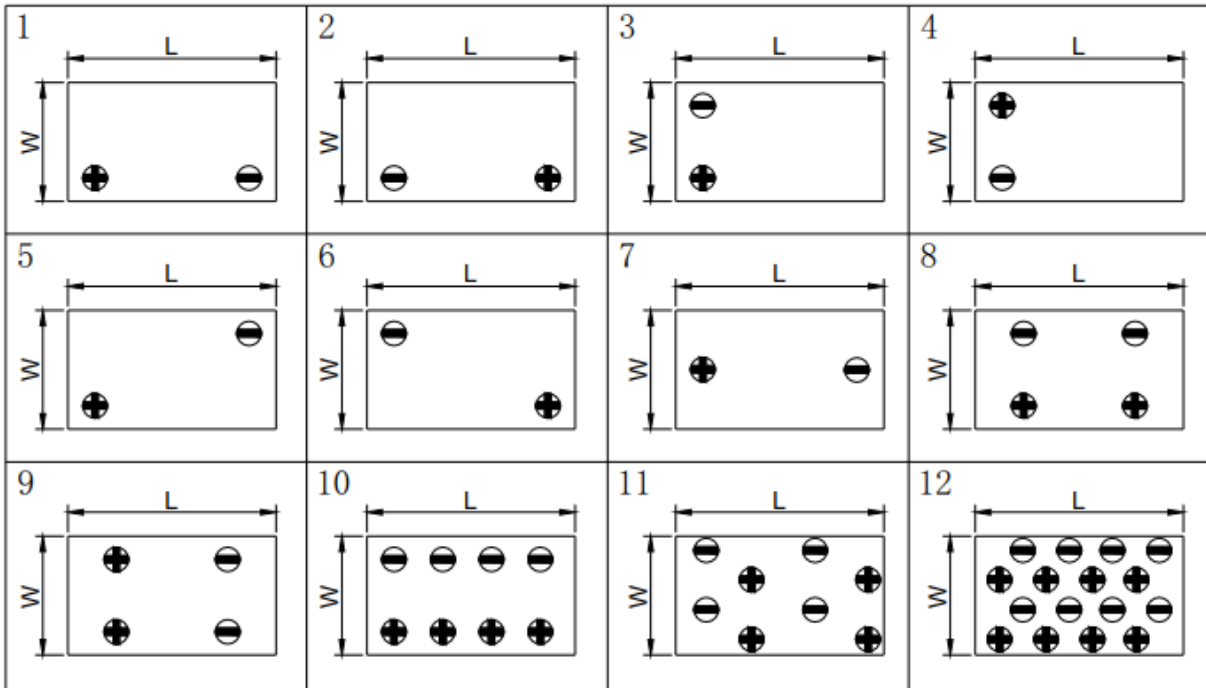 1 L W + −
2 L W − +
3 L W − +
4 L W + −
5 L W − +
6 L W − +
7 L W + −
8 L W − − + +
9 L W + − + −
10 L W − − − − + + + +
11 L W − − + + − − + +
12 L W − − − − + + + + − − − − + + + +